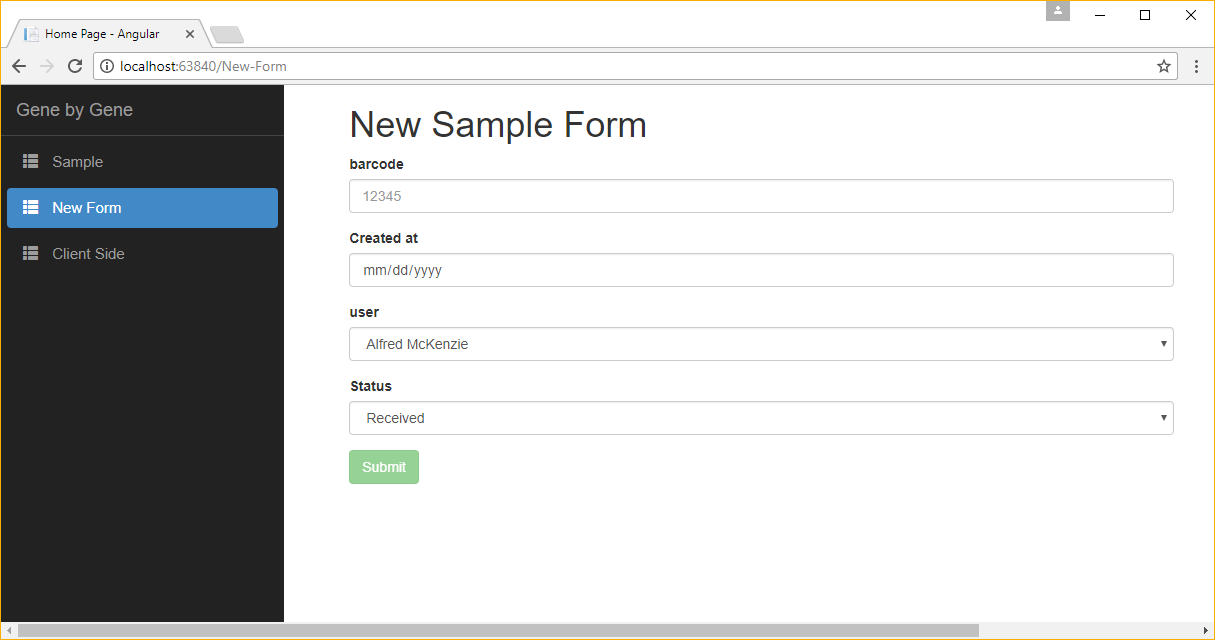 Home Page - Angular
localhost:63840/New-Form
Gene by Gene
Sample
New Form
Client Side
New Sample Form
barcode
12345
Created at
mm/dd/yyyy
user
Alfred McKenzie
Status
Received
Submit